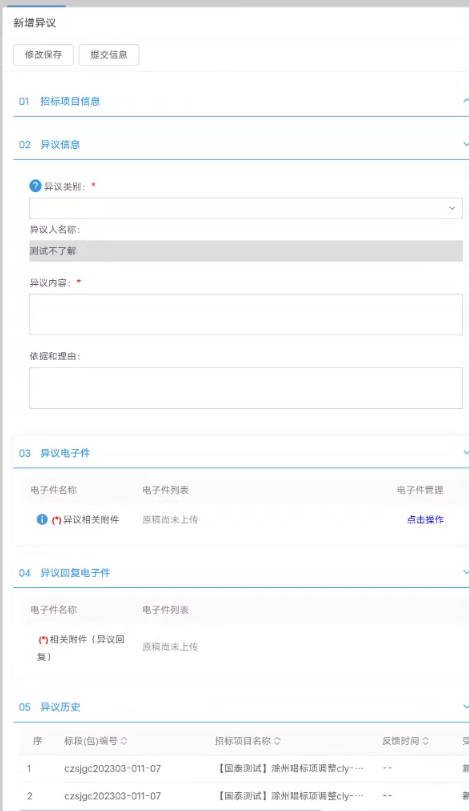 新增异议
修改保存 提交信息
01 招标项目信息
02 异议信息
? 异议类别: *
异议人名称:
测试不了解
异议内容: *
依据和理由:
03 异议电子件
电子件名称 电子件列表 电子件管理
(*)异议相关附件 原稿尚未上传 点击操作
04 异议回复电子件
电子件名称 电子件列表
(*)相关附件（异议回
复） 原稿尚未上传
05 异议历史
序 标段(包)编号 招标项目名称 反馈时间
1 czsjgc202303-011-07 【国泰测试】滁州唱标项调整cly-··· --
2 czsjgc202303-011-07 【国泰测试】滁州唱标项调整cly-··· --